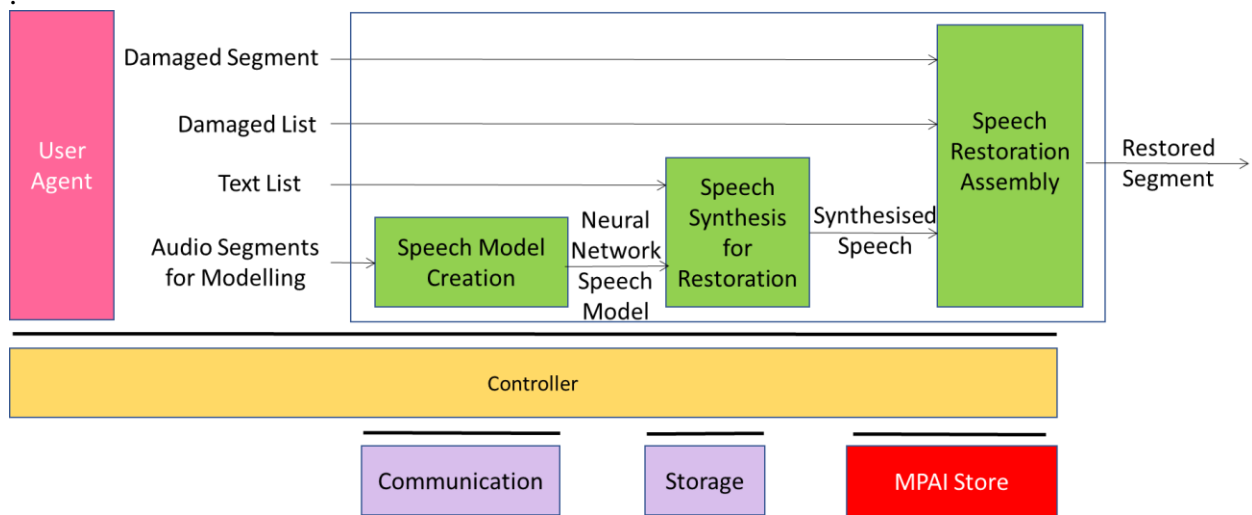 .
Damaged Segment
Damaged List
Text List
Audio Segments
for Modelling
User
Agent
Speech Model
Creation
Neural
Network
Speech
Model
Speech
Synthesis
for
Restoration
Synthesised
Speech
Speech
Restoration
Assembly
Restored
Segment
Controller
Communication
Storage
MPAI Store